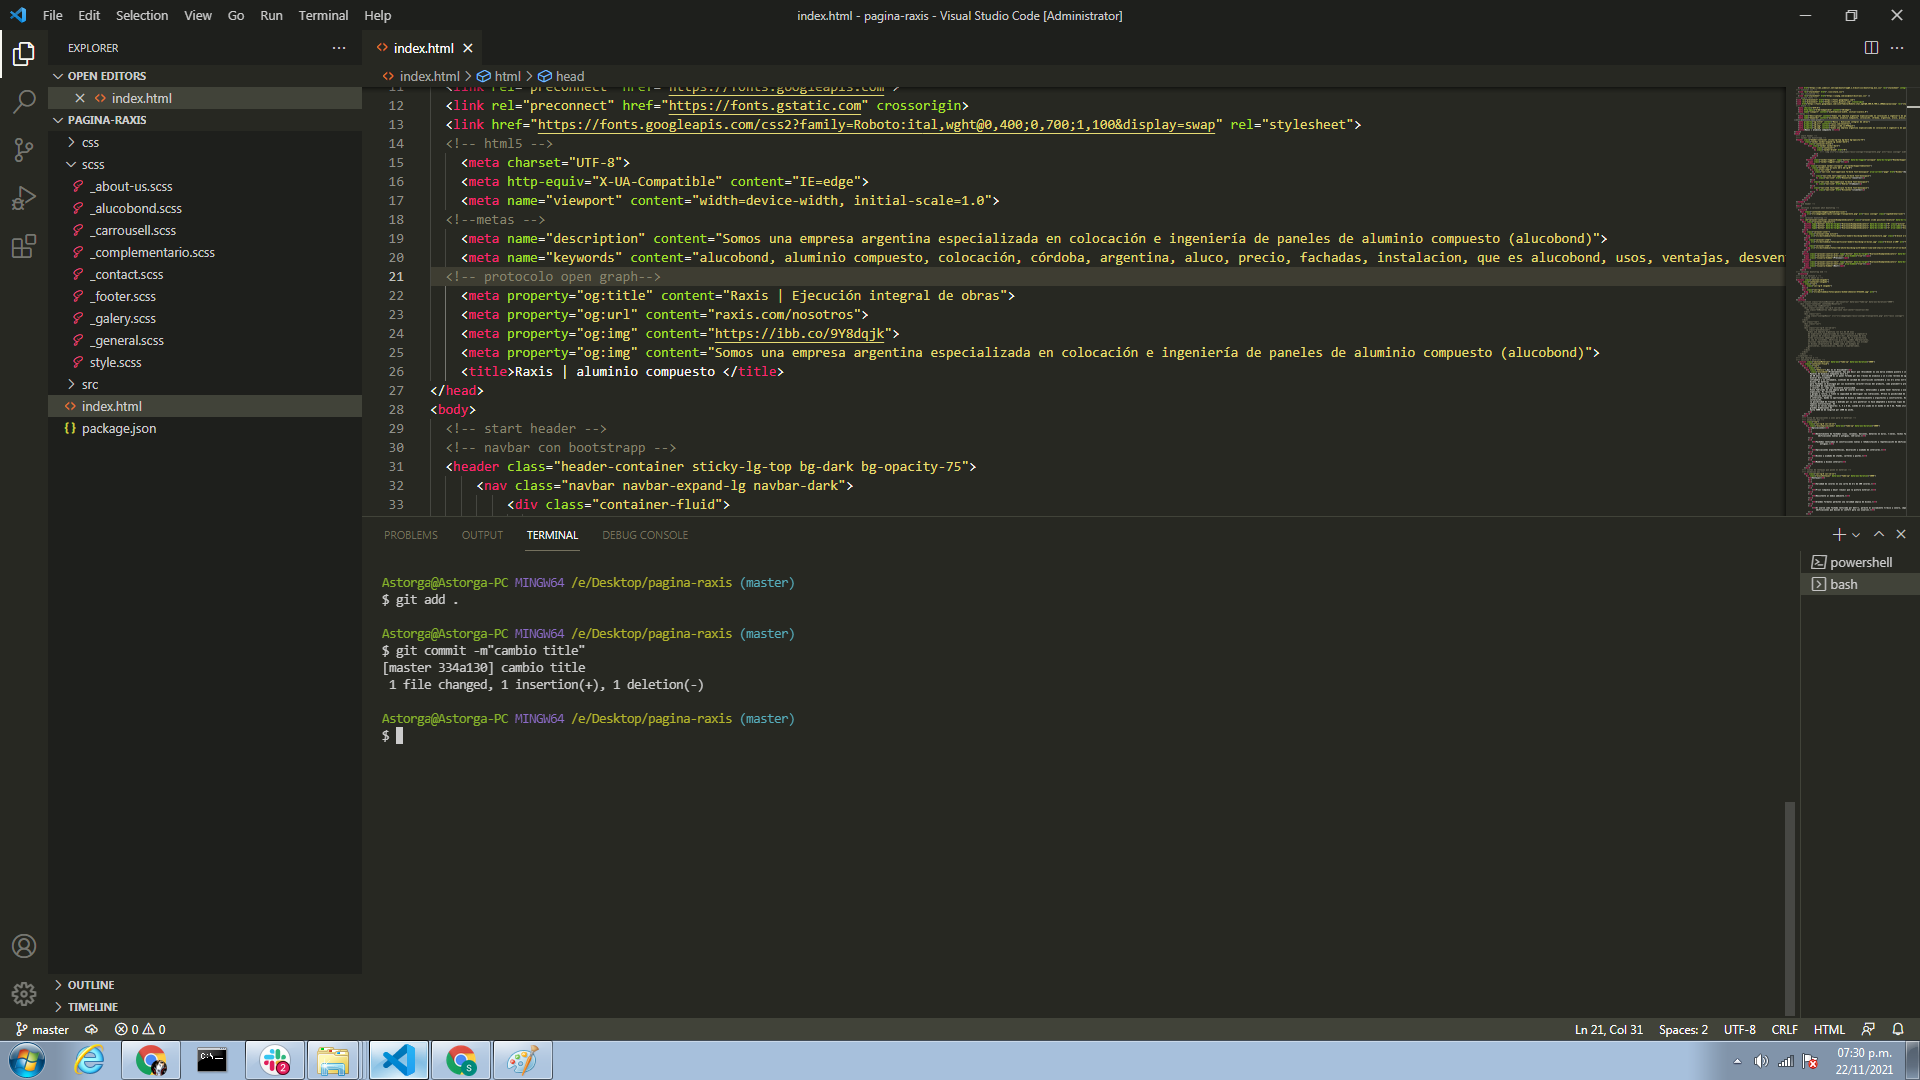 File Edit Selection View Go Run Terminal Help
index.html - pagina-raxis - Visual Studio Code [Administrator]
EXPLORER
OPEN EDITORS
index.html
PAGINA-RAXIS
css
scss
_about-us.scss
_alucobond.scss
_carrousell.scss
_complementario.scss
_contact.scss
_footer.scss
_galery.scss
_general.scss
style.scss
src
index.html
package.json
OUTLINE
TIMELINE
index.html
index.html > html > head
11 <link rel="preconnect" href="https://fonts.googleapis.com">
12 <link rel="preconnect" href="https://fonts.gstatic.com" crossorigin>
13 <link href="https://fonts.googleapis.com/css2?family=Roboto:ital,wght@0,400;0,700;1,100&display=swap" rel="stylesheet">
14 <!-- html5 -->
15 <meta charset="UTF-8">
16 <meta http-equiv="X-UA-Compatible" content="IE=edge">
17 <meta name="viewport" content="width=device-width, initial-scale=1.0">
18 <!--metas -->
19 <meta name="description" content="Somos una empresa argentina especializada en colocación e ingeniería de paneles de aluminio compuesto (alucobond)">
20 <meta name="keywords" content="alucobond, aluminio compuesto, colocación, córdoba, argentina, aluco, precio, fachadas, instalacion, que es alucobond, usos, ventajas, desven
21 <!-- protocolo open graph-->
22 <meta property="og:title" content="Raxis | Ejecución integral de obras">
23 <meta property="og:url" content="raxis.com/nosotros">
24 <meta property="og:img" content="https://ibb.co/9Y8dqjk">
25 <meta property="og:img" content="Somos una empresa argentina especializada en colocación e ingeniería de paneles de aluminio compuesto (alucobond)">
26 <title>Raxis | aluminio compuesto </title>
27 </head>
28 <body>
29 <!-- start header -->
30 <!-- navbar con bootstrapp -->
31 <header class="header-container sticky-lg-top bg-dark bg-opacity-75">
32 <nav class="navbar navbar-expand-lg navbar-dark">
33 <div class="container-fluid">
PROBLEMS OUTPUT TERMINAL DEBUG CONSOLE
Astorga@Astorga-PC MINGW64 /e/Desktop/pagina-raxis (master)
$ git add .
Astorga@Astorga-PC MINGW64 /e/Desktop/pagina-raxis (master)
$ git commit -m"cambio title"
[master 334a130] cambio title
1 file changed, 1 insertion(+), 1 deletion(-)
Astorga@Astorga-PC MINGW64 /e/Desktop/pagina-raxis (master)
$
powershell
bash
master 0 0
Ln 21, Col 31 Spaces: 2 UTF-8 CRLF HTML
07:30 p.m.
22/11/2021